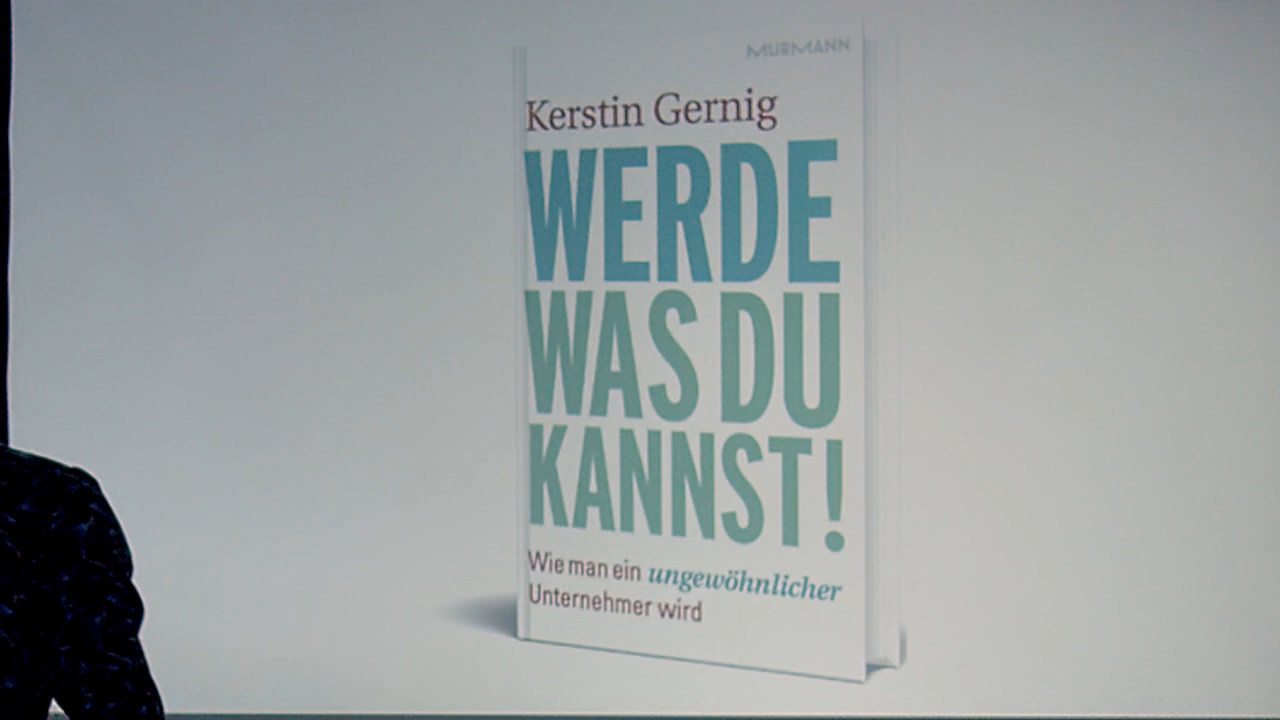 MURMANN
Kerstin Gernig
WERDE
WAS DU
KANNST!
Wie man ein ungewöhnlicher
Unternehmer wird